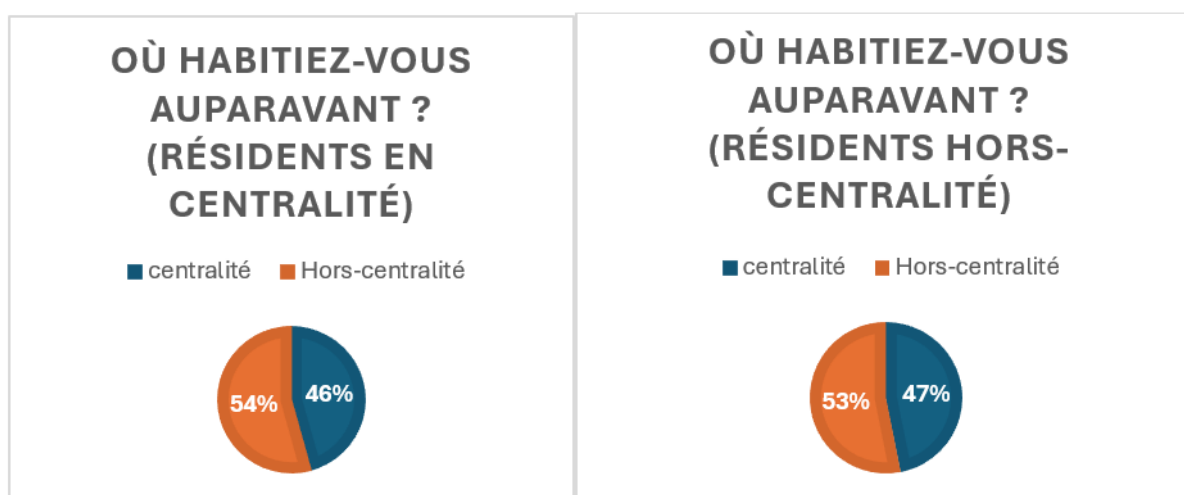 OÙ HABITIEZ-VOUS
AUPARAVANT ?
(RÉSIDENTS EN
CENTRALITÉ)
centralité Hors-centralité
54% 46%
OÙ HABITIEZ-VOUS
AUPARAVANT ?
(RÉSIDENTS HORS-
CENTRALITÉ)
centralité Hors-centralité
53% 47%